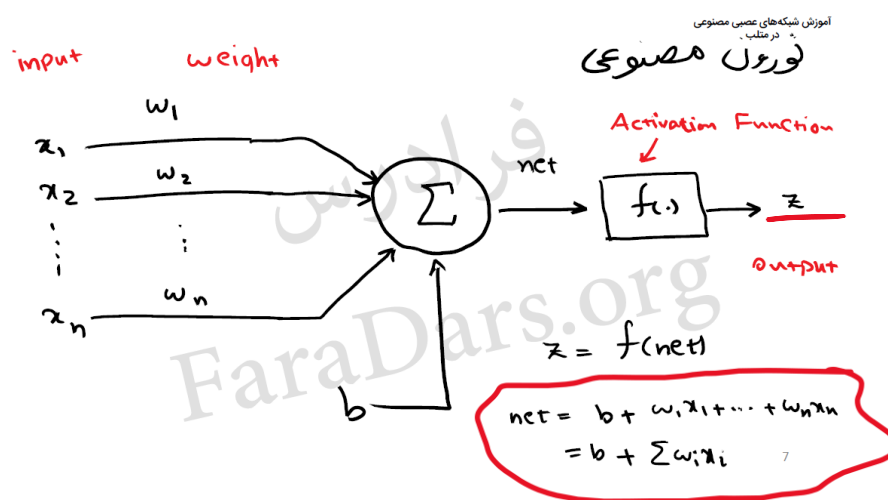 آموزش شبکه‌های عصبی مصنوعی
در متلب
نورون مصنوعی
input weight
Activation Function
w₁
x₁
net
w₂
x₂
Σ
f(.)
z
output
wₙ
xₙ
z = f(net)
b
net = b + w₁x₁ + ... + wₙxₙ
= b + Σwᵢxᵢ
7
فرادرس
FaraDars.org